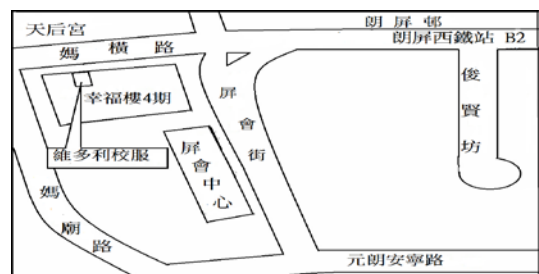 天后宮
朗屏邨
朗屏西鐵站 B2
媽橫路
幸福樓4期
維多利校服
屏會街
屏會中心
俊賢坊
媽廟路
元朗安寧路